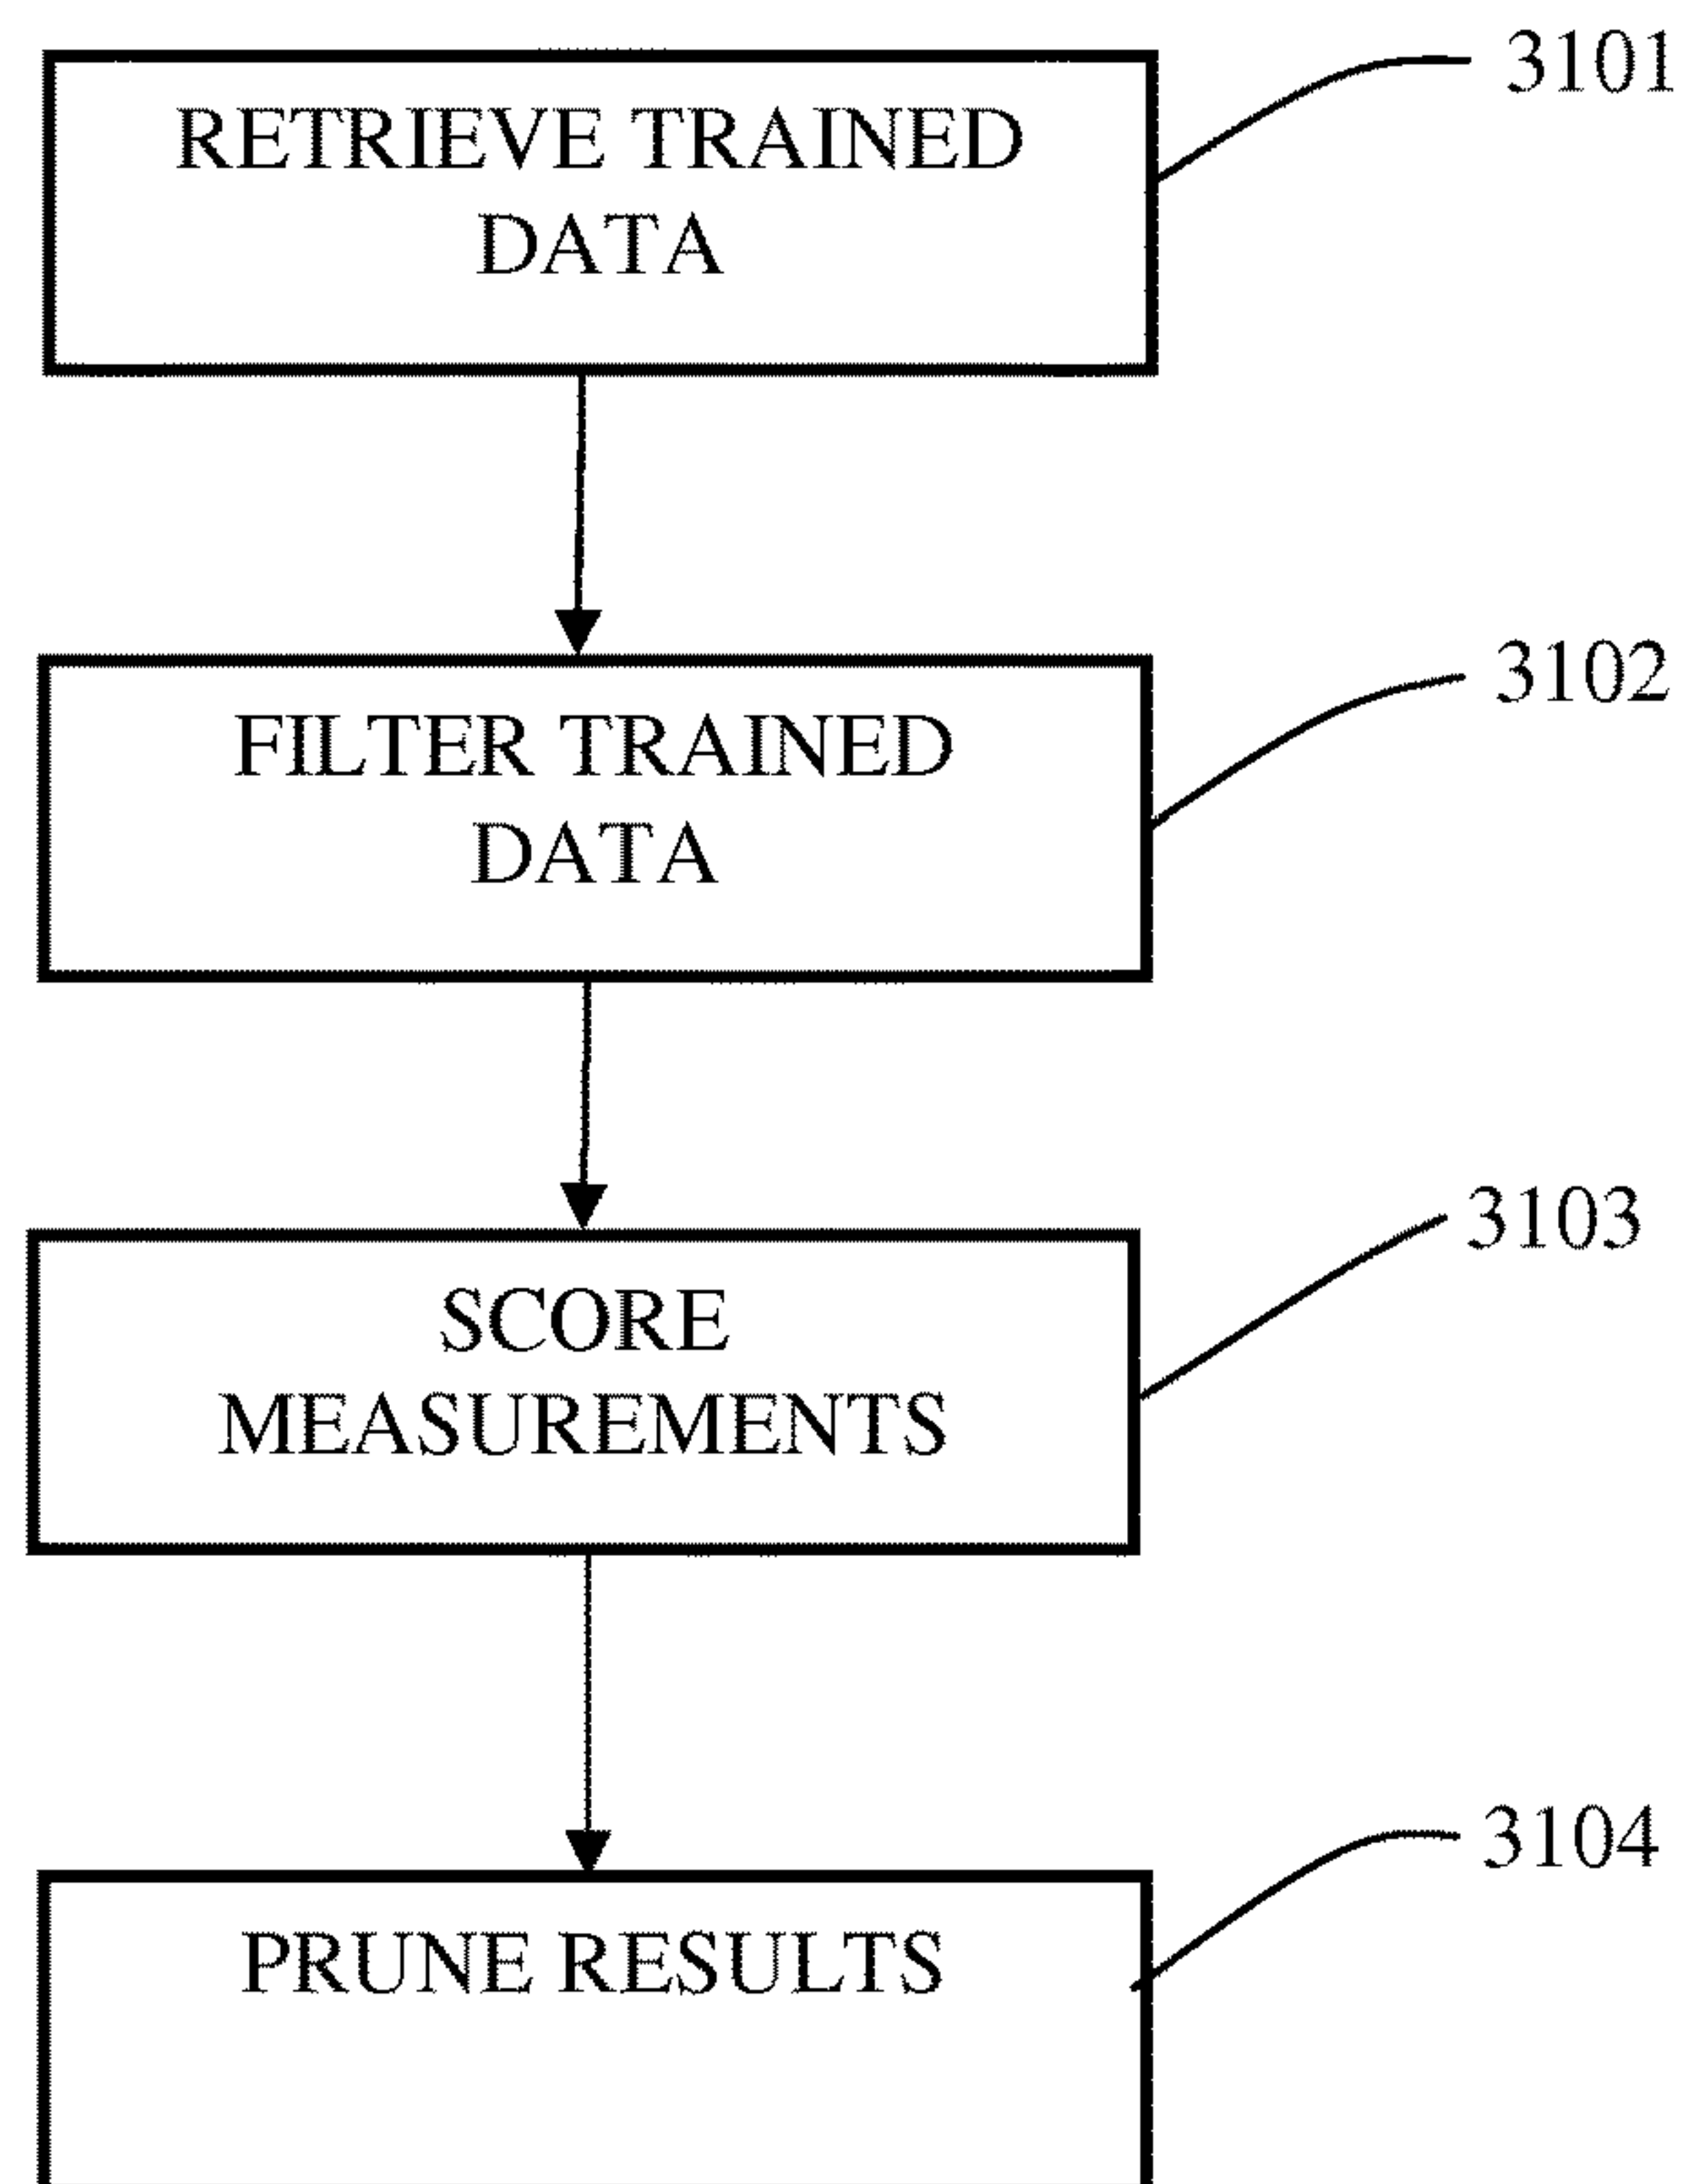 3101
RETRIEVE TRAINED
DATA
3102
FILTER TRAINED
DATA
3103
SCORE
MEASUREMENTS
3104
PRUNE RESULTS